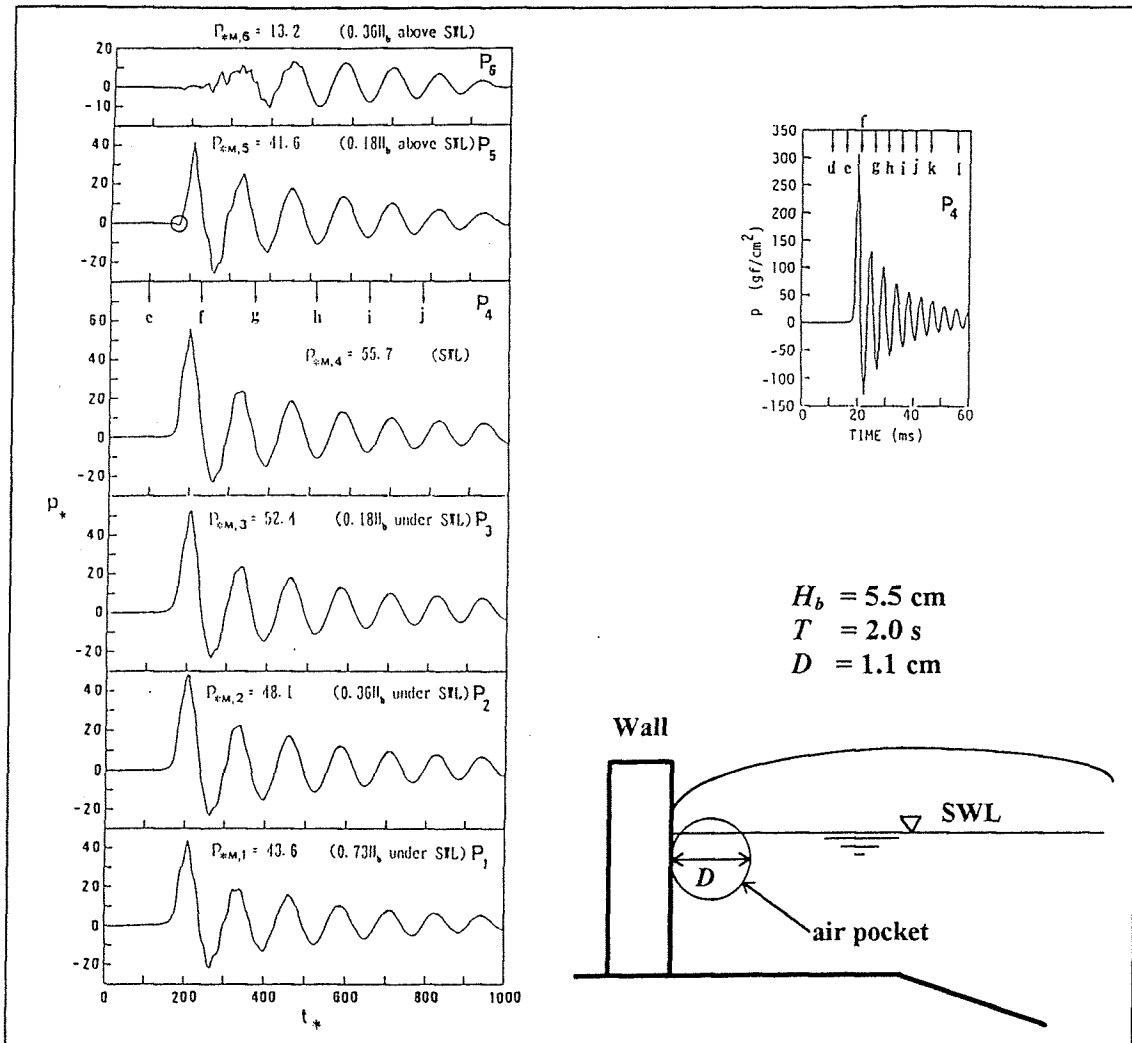 P*M,6 = 13.2 (0.36Hb above SWL)
P6
20
0
-10
P*M,5 = 41.6 (0.18Hb above SWL) P5
40
20
0
-20
e f g h i j P4
60
40
20
0
-20
P*M,4 = 55.7 (SWL)
P*M,3 = 52.4 (0.18Hb under SWL) P3
40
20
0
-20
P*M,2 = 48.1 (0.36Hb under SWL) P2
40
20
0
-20
P*M,1 = 43.6 (0.73Hb under SWL) P1
40
20
0
-20
0 200 400 600 800 1000
P*
t*
f
350
300
250
200
150
100
50
0
-50
-100
-150
d e g h i j k l
P4
p (gf/cm²)
0 20 40 60
TIME (ms)
Hb = 5.5 cm
T = 2.0 s
D = 1.1 cm
Wall
SWL
D
air pocket